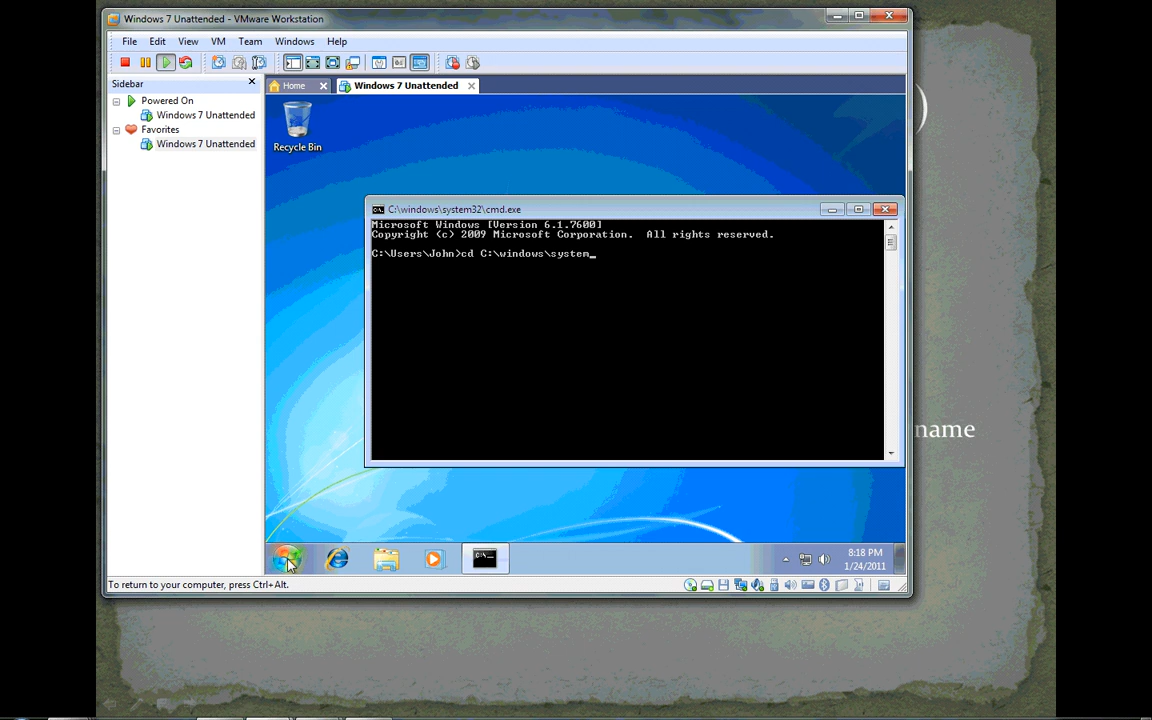 Windows 7 Unattended - VMware Workstation
File Edit View VM Team Windows Help
Sidebar
Powered On
Windows 7 Unattended
Favorites
Windows 7 Unattended
Home
Windows 7 Unattended
)
Recycle Bin
C:\windows\system32\cmd.exe
Microsoft Windows [Version 6.1.7600]
Copyright (c) 2009 Microsoft Corporation.  All rights reserved.
C:\Users\John>cd C:\windows\system_
name
8:18 PM
1/24/2011
To return to your computer, press Ctrl+Alt.